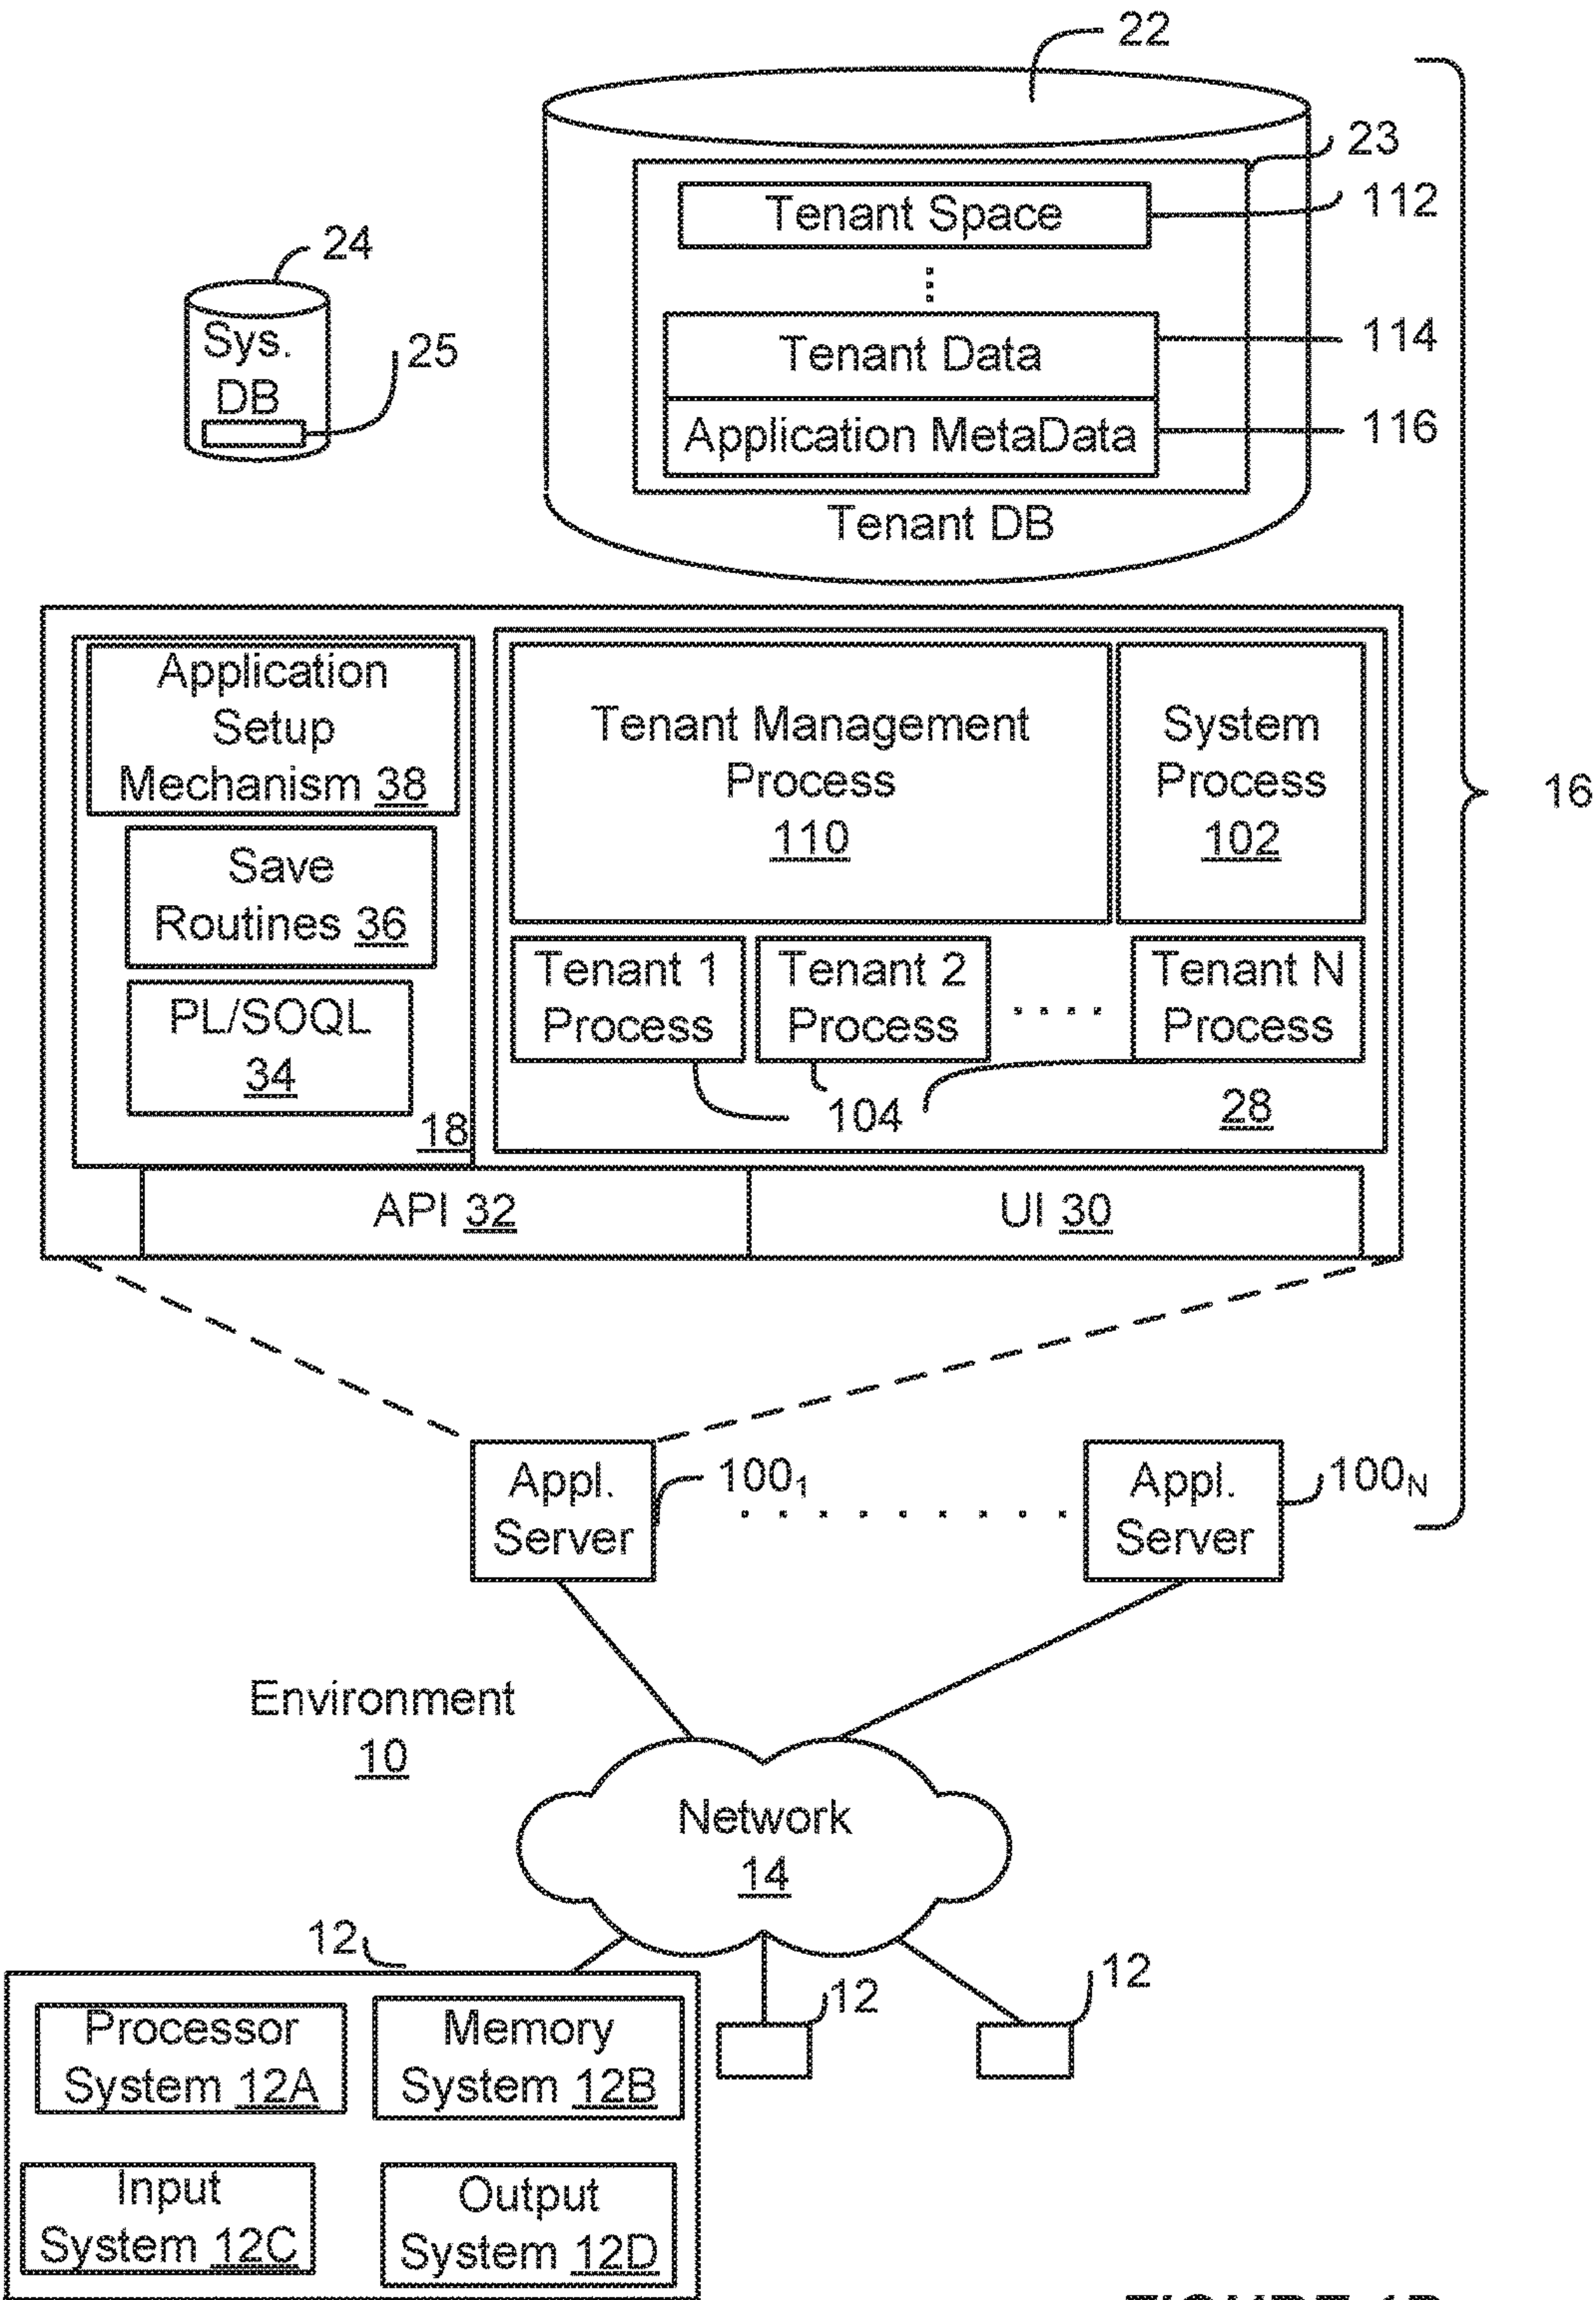 22
23
Tenant Space
112
24
Sys.
DB
25
Tenant Data
114
Application MetaData
116
Tenant DB
Application
Setup
Mechanism 38
Tenant Management
Process
110
System
Process
102
16
Save
Routines 36
Tenant 1
Process
Tenant 2
Process
Tenant N
Process
PL/SOQL
34
104
28
18
API 32
UI 30
Appl.
Server
100₁
Appl.
Server
100N
Environment
10
Network
14
12
12
12
Processor
System 12A
Memory
System 12B
Input
System 12C
Output
System 12D